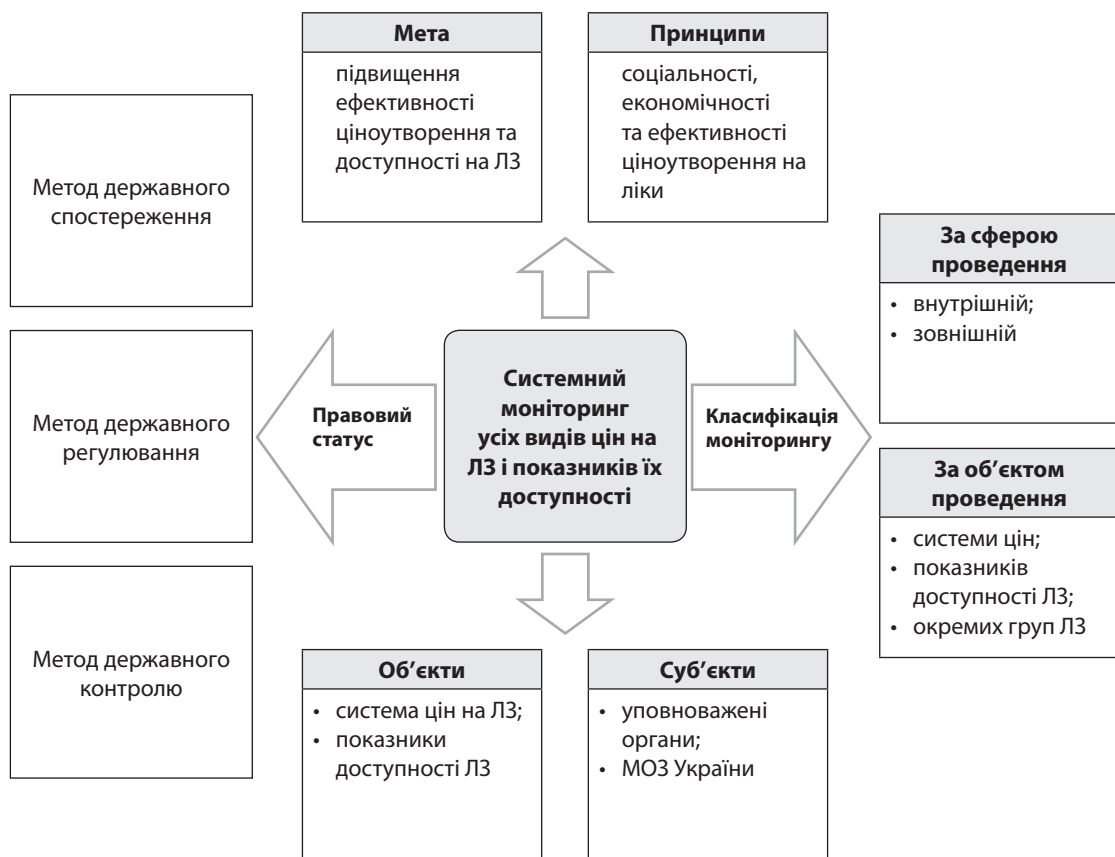 Мета
підвищення
ефективності
ціноутворення та
доступності на ЛЗ
Принципи
соціальності,
економічності
та ефективності
ціноутворення на
ліки
Метод державного
спостереження
Метод державного
регулювання
Метод державного
контролю
Правовий
статус
Системний
моніторинг
усіх видів цін на
ЛЗ і показників їх
доступності
Класифікація
моніторингу
За сферою
проведення
• внутрішній;
• зовнішній
За об’єктом
проведення
• системи цін;
• показників
доступності ЛЗ;
• окремих груп ЛЗ
Об’єкти
• система цін на ЛЗ;
• показники
доступності ЛЗ
Суб’єкти
• уповноважені
органи;
• МОЗ України